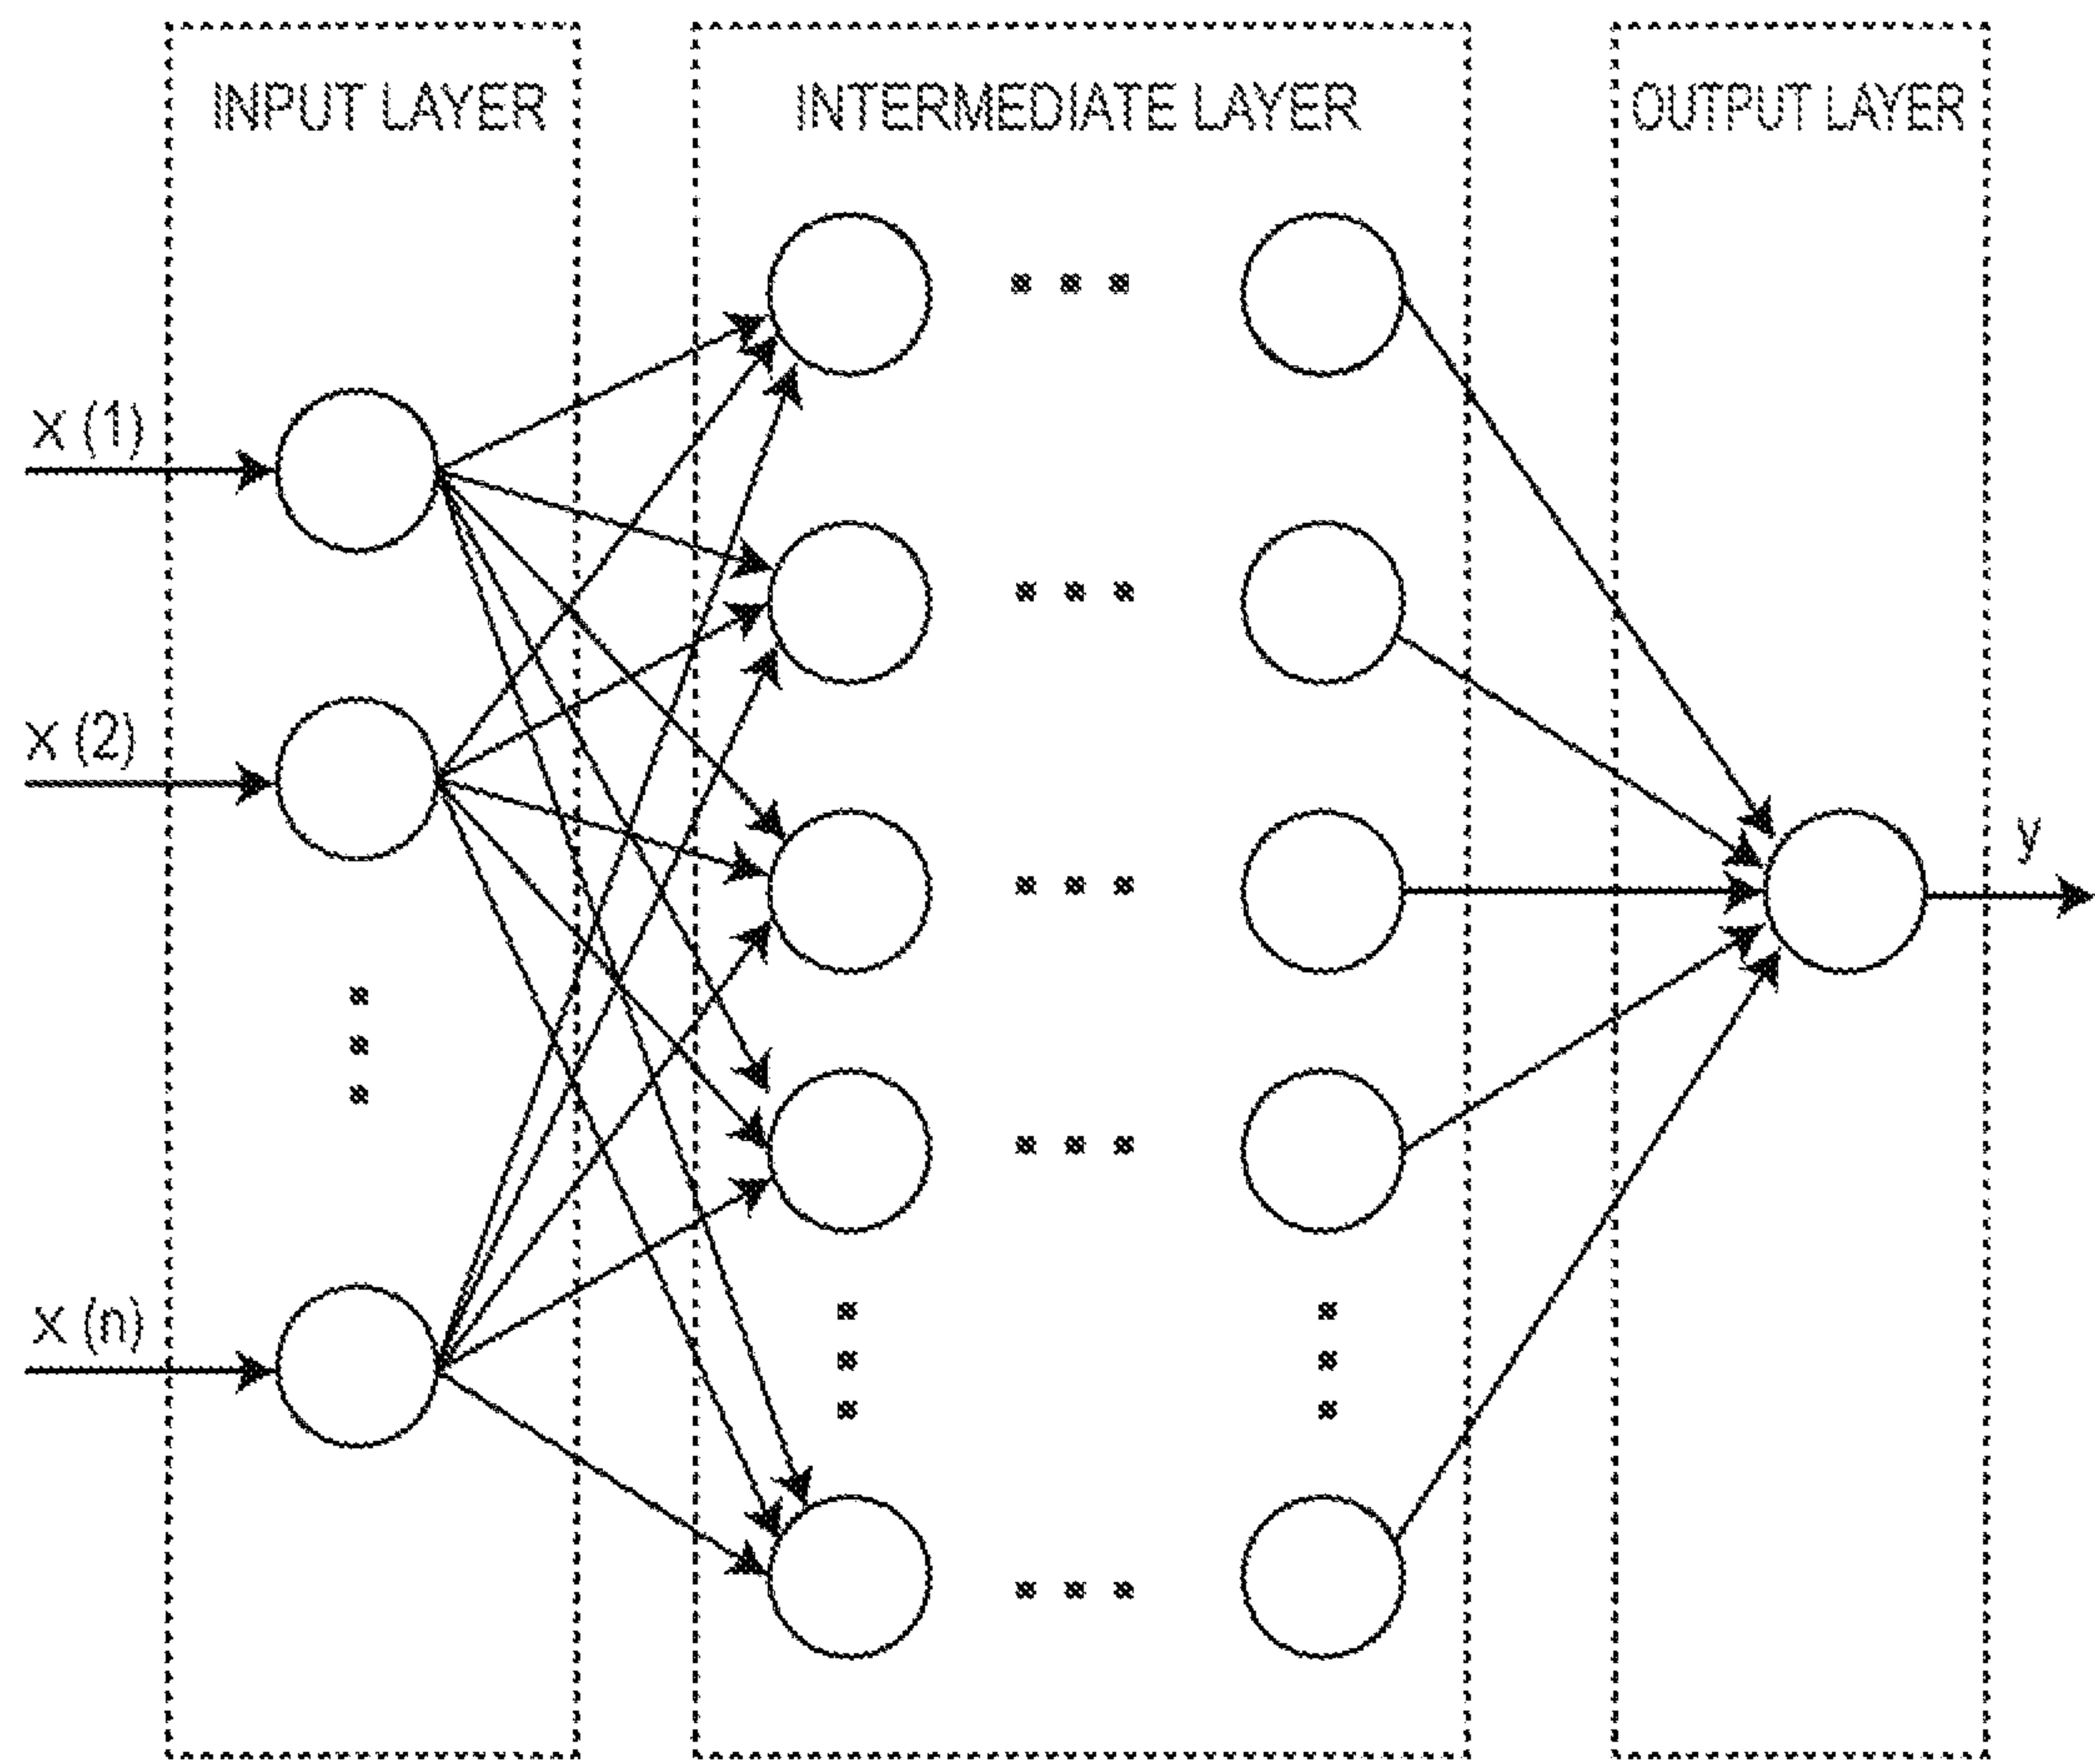 INPUT LAYER
INTERMEDIATE LAYER
OUTPUT LAYER
x (1)
x (2)
y
x (n)